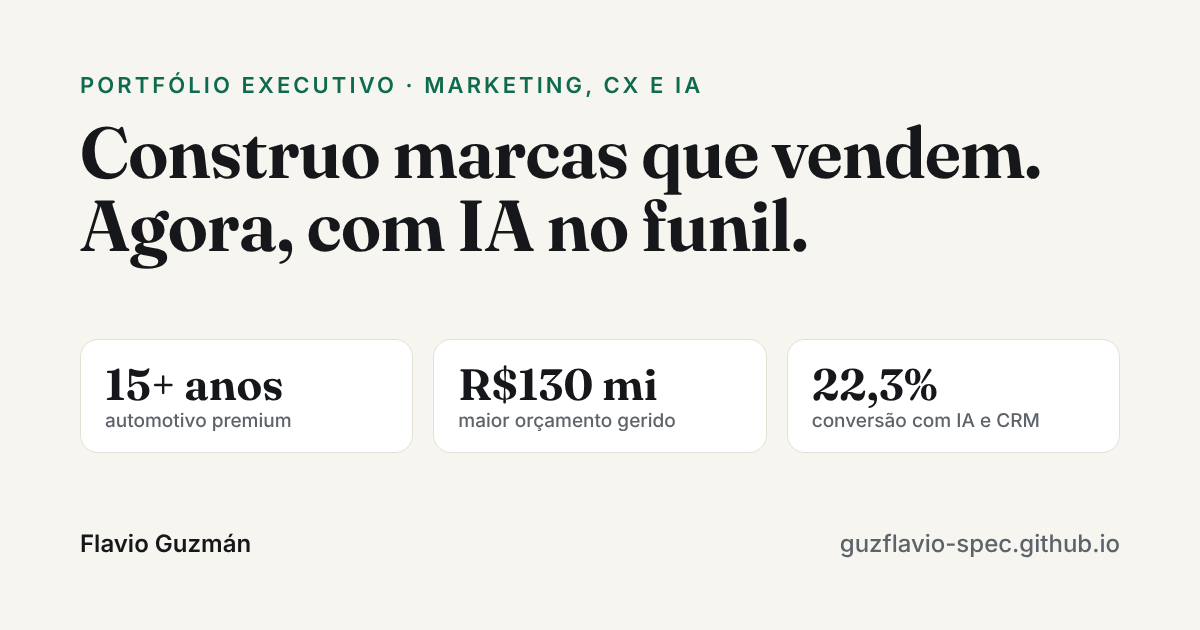 PORTFÓLIO EXECUTIVO · MARKETING, CX E IA
Construo marcas que vendem.
Agora, com IA no funil.
15+ anos
automotivo premium
R$130 mi
maior orçamento gerido
22,3%
conversão com IA e CRM
Flavio Guzmán
guzflavio-spec.github.io